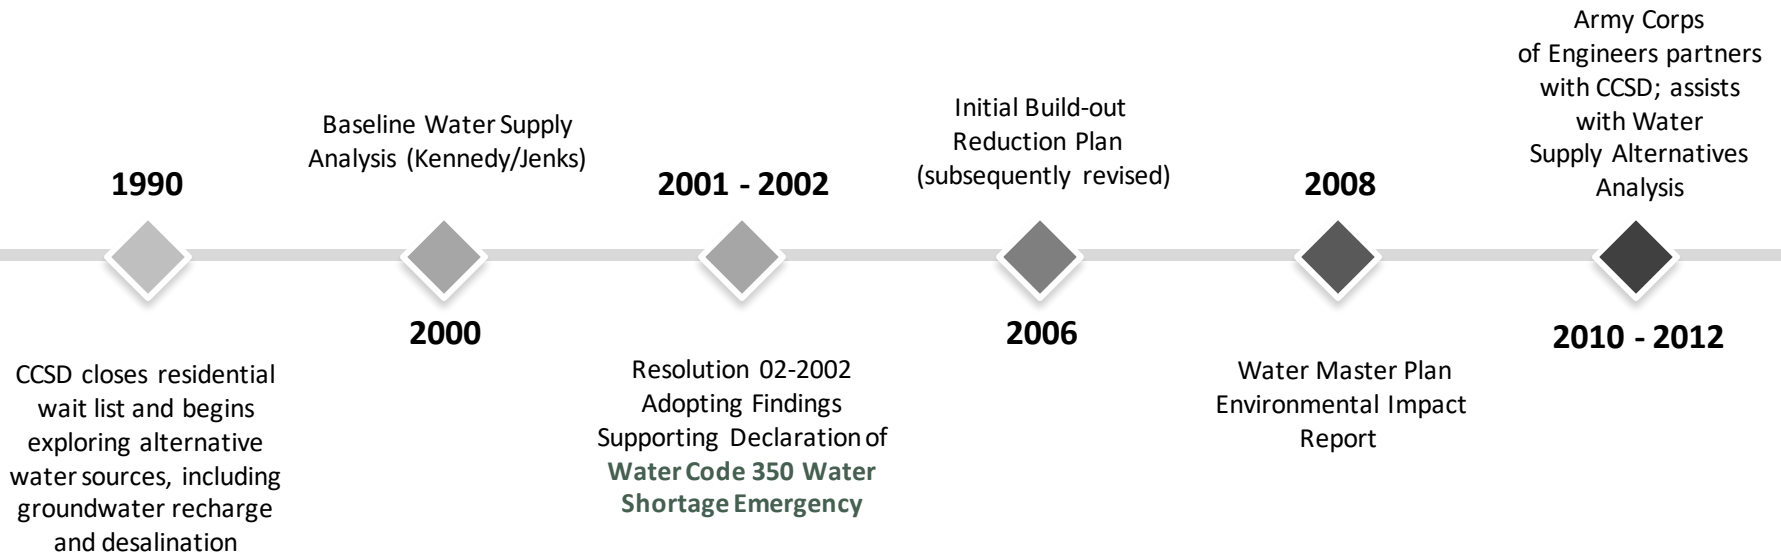 1990
CCSD closes residential
wait list and begins
exploring alternative
water sources, including
groundwater recharge
and desalination
Baseline Water Supply
Analysis (Kennedy/Jenks)
2000
2001 - 2002
Resolution 02-2002
Adopting Findings
Supporting Declaration of
Water Code 350 Water
Shortage Emergency
Initial Build-out
Reduction Plan
(subsequently revised)
2006
2008
Water Master Plan
Environmental Impact
Report
Army Corps
of Engineers partners
with CCSD; assists
with Water
Supply Alternatives
Analysis
2010 - 2012